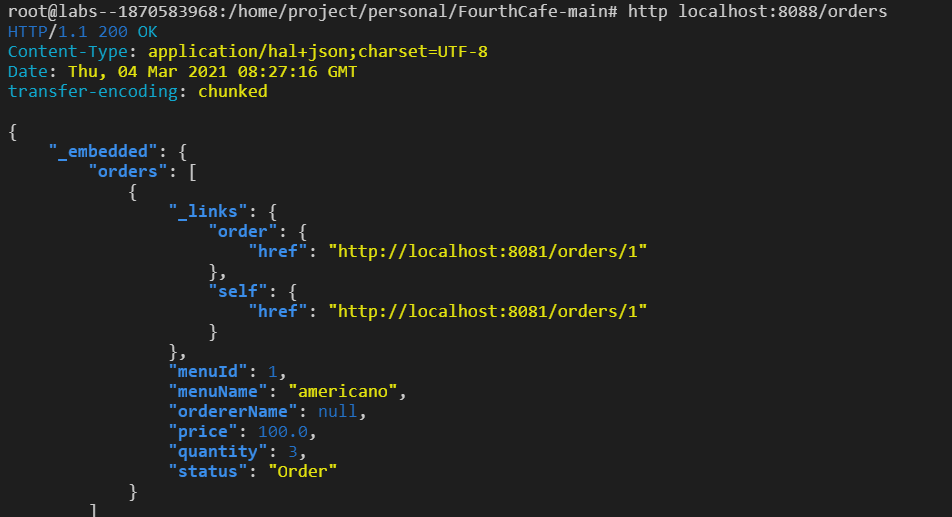 root@labs--1870583968:/home/project/personal/FourthCafe-main# http localhost:8088/orders
HTTP/1.1 200 OK
Content-Type: application/hal+json;charset=UTF-8
Date: Thu, 04 Mar 2021 08:27:16 GMT
transfer-encoding: chunked

{
    "_embedded": {
        "orders": [
            {
                "_links": {
                    "order": {
                        "href": "http://localhost:8081/orders/1"
                    },
                    "self": {
                        "href": "http://localhost:8081/orders/1"
                    }
                },
                "menuId": 1,
                "menuName": "americano",
                "ordererName": null,
                "price": 100.0,
                "quantity": 3,
                "status": "Order"
            }
        ]